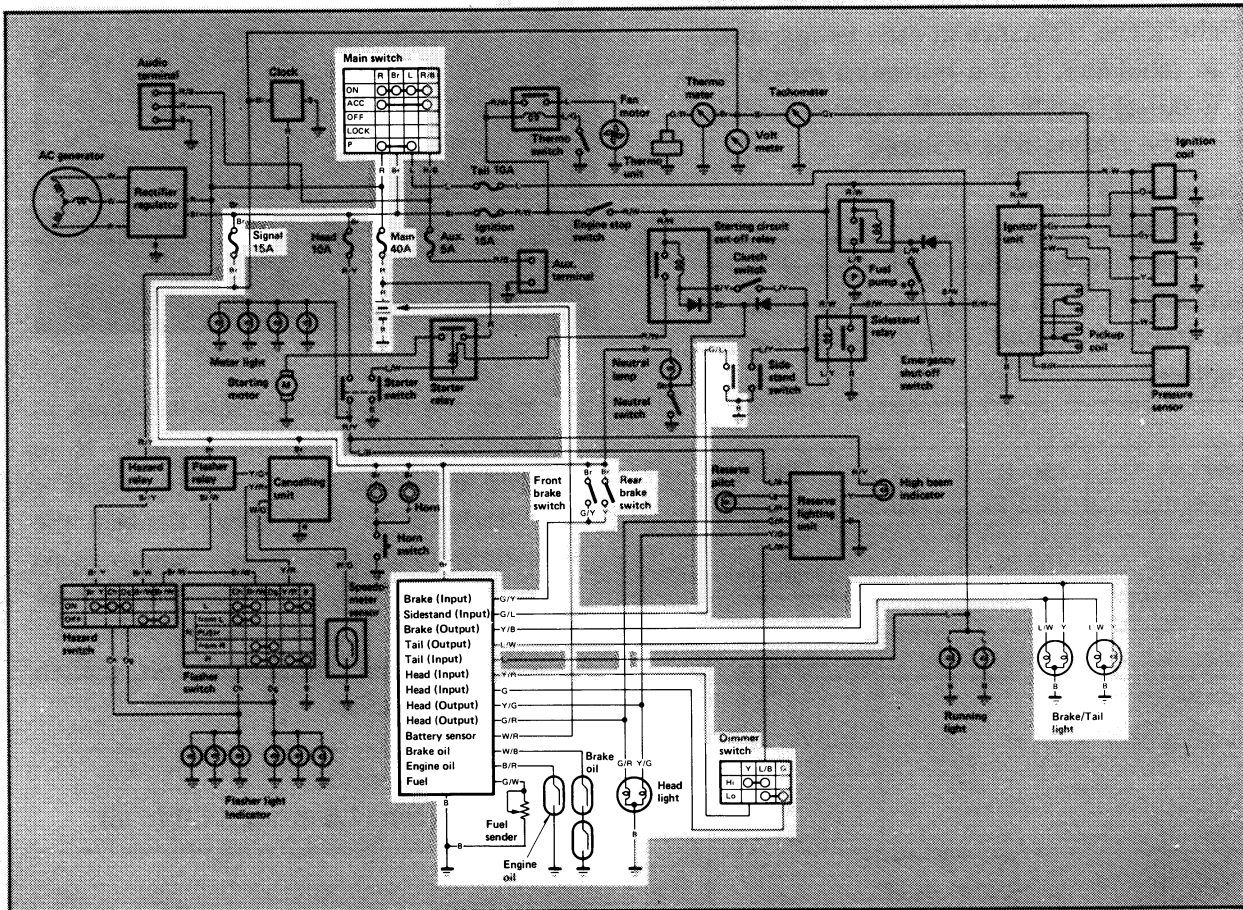 Main switch
R Br L R/B
ON
ACC
OFF
LOCK
P
Audio terminal
Clock
Thermo switch
Fan motor
Thermo meter
Tachometer
Volt meter
Thermo unit
Ignition coil
AC generator
Rectifier regulator
Tail 10A
Signal 15A
Head 15A
Main 40A
Aux. 5A
Ignition 15A
Engine stop switch
Starting circuit cut-off relay
Clutch switch
Aux. terminal
Fuel pump
Ignitor unit
Sidestand relay
Pickup coil
Emergency shut off switch
Pressure sensor
Meter light
Starting motor
Starter switch
Starter relay
Neutral lamp
Neutral switch
Side-stand switch
Hazard relay
Flasher relay
Cancelling unit
Horn
Horn switch
Front brake switch
Rear brake switch
Reserve pilot
Reserve lighting unit
High beam indicator
Speedo-meter sensor
Hazard switch
Flasher switch
Flasher light Indicator
Brake (Input) G/Y
Sidestand (Input) G/L
Brake (Output) Y/B
Tail (Output) L/W
Tail (Input)
Head (Input)
Head (Input) G
Head (Output) Y/G
Head (Output) G/R
Battery sensor W/R
Brake oil W/B
Engine oil B/R
Fuel G/W
Fuel sender
Engine oil
Brake oil
Head light
Dimmer switch
Y L/B G
Hi
Lo
Running light
Brake/Tail light